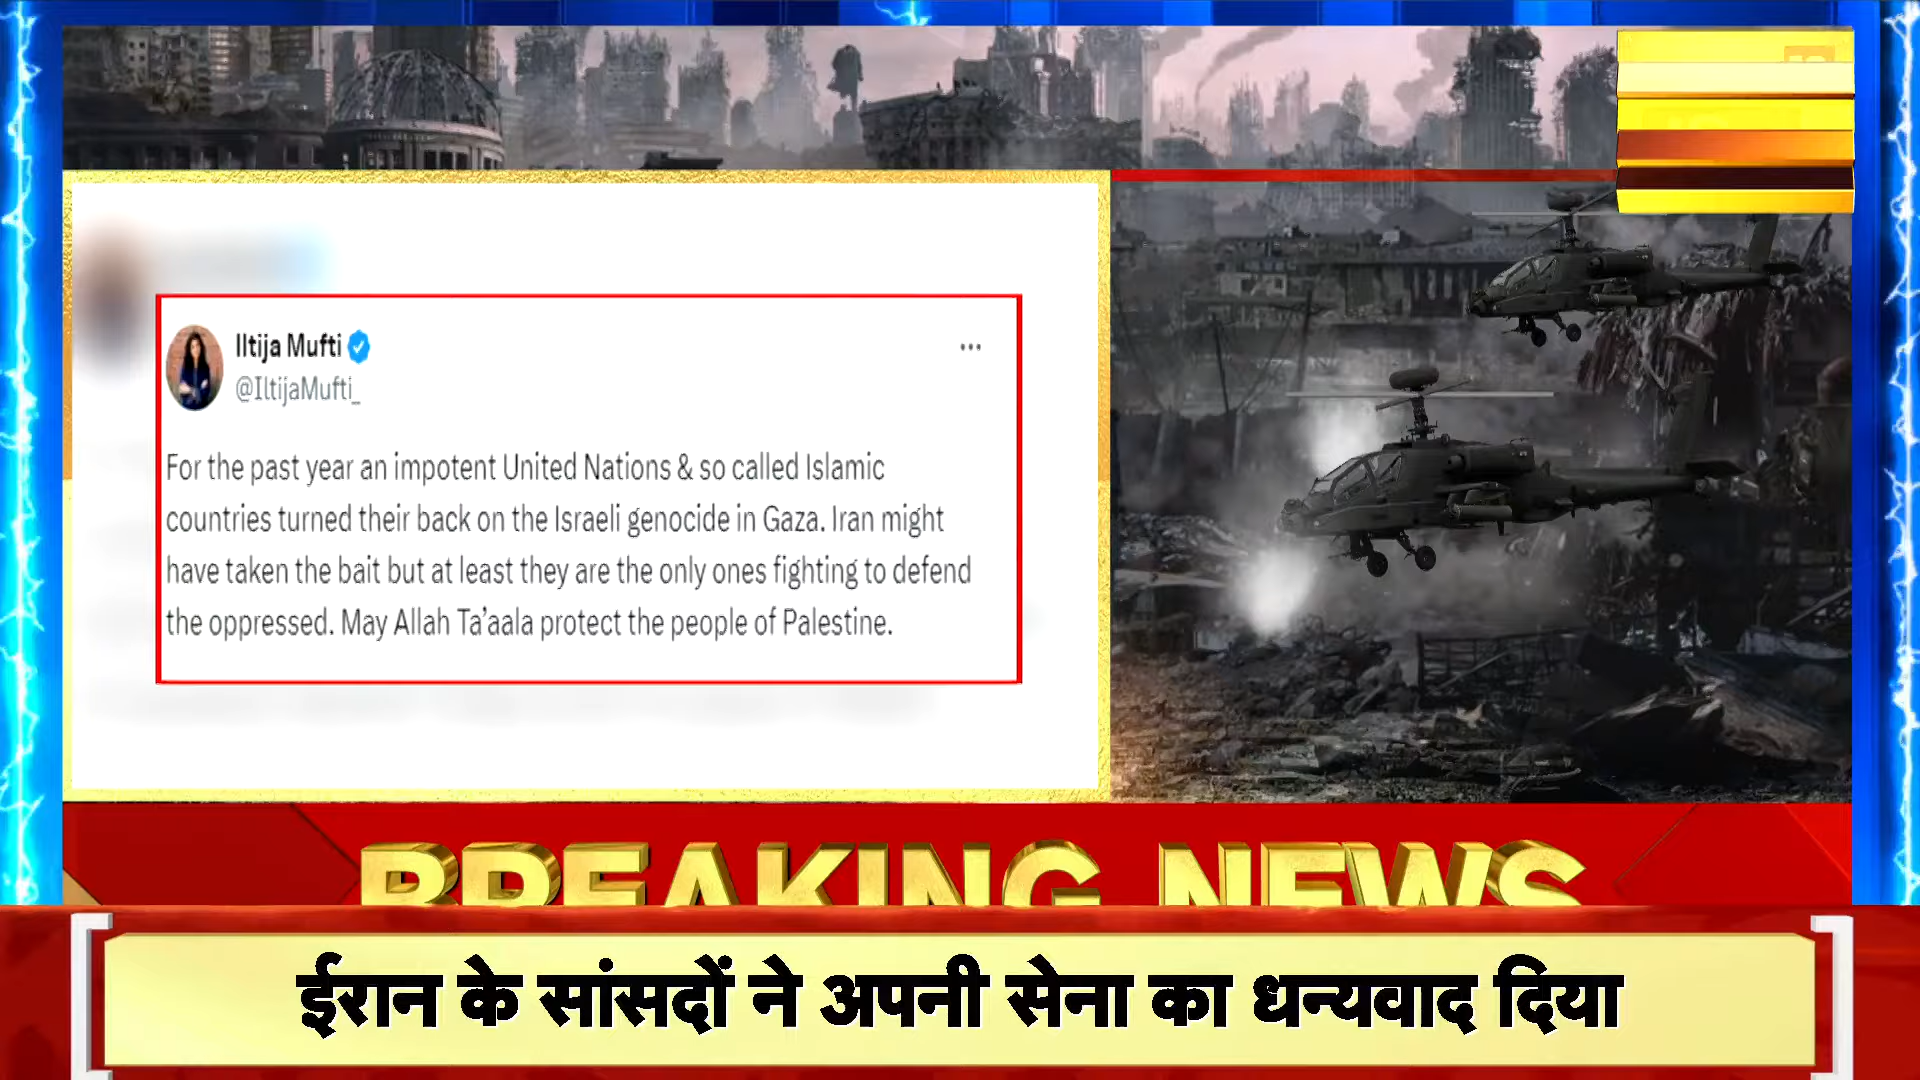 Iltija Mufti
@IltijaMufti_
For the past year an impotent United Nations & so called Islamic
countries turned their back on the Israeli genocide in Gaza. Iran might
have taken the bait but at least they are the only ones fighting to defend
the oppressed. May Allah Ta’aala protect the people of Palestine.
BREAKING NEWS
ईरान के सांसदों ने अपनी सेना का धन्यवाद दिया